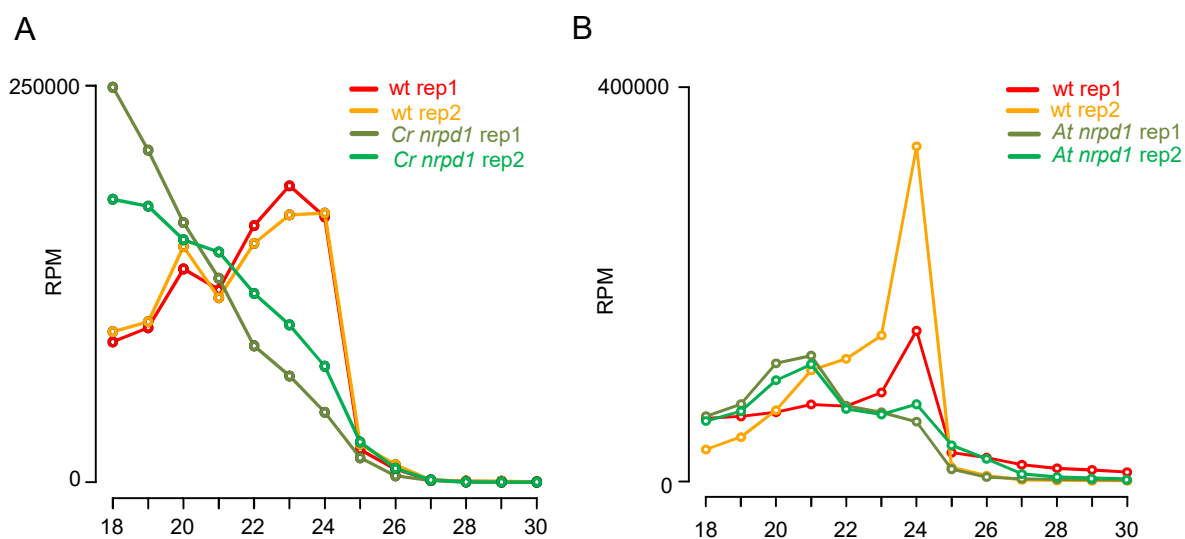 A
250000
0
RPM
wt rep1
wt rep2
Cr nrpd1 rep1
Cr nrpd1 rep2
18 20 22 24 26 28 30
B
400000
0
RPM
wt rep1
wt rep2
At nrpd1 rep1
At nrpd1 rep2
18 20 22 24 26 28 30